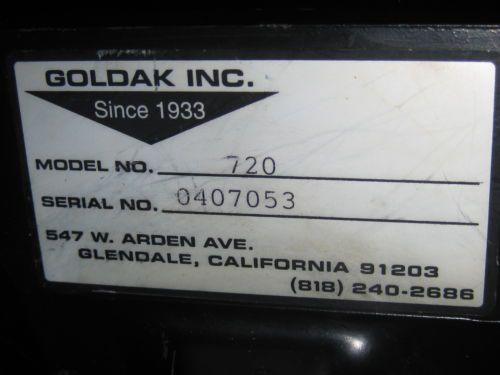 GOLDAK INC.
Since 1933
MODEL NO. 720
SERIAL NO. 0407053
547 W. ARDEN AVE.
GLENDALE, CALIFORNIA 91203
(818) 240-2686